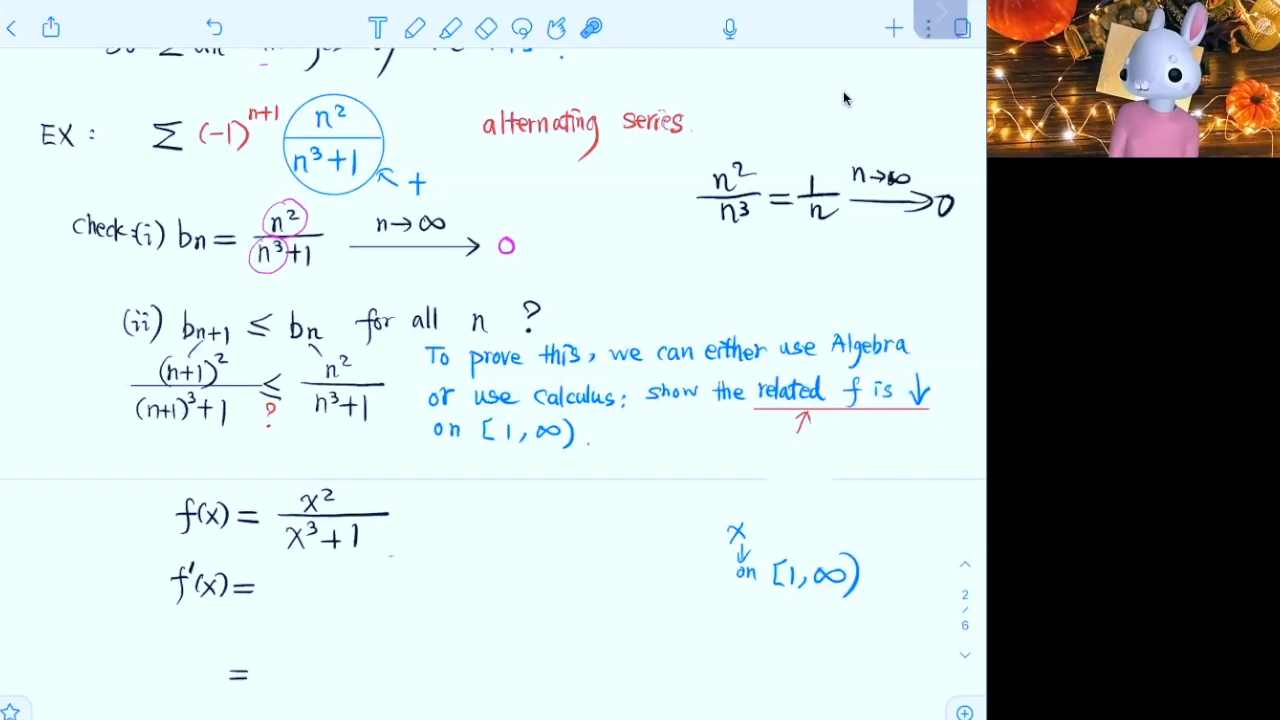 EX : Σ (-1)^{n+1} n²/(n³+1) ↖ + alternating series.
n²/n³ = 1/n n→∞ ⟶ 0
check: (i) bn = n²/(n³+1) n→∞ ⟶ 0
(ii) bn+1 ≤ bn for all n ?
(n+1)²/((n+1)³+1) ≤ n²/(n³+1)
?
To prove this, we can either use Algebra
or use calculus: show the related f is ↓
on [1, ∞).
f(x) = x²/(x³+1)
x
↓
on [1, ∞)
f'(x) =
=
2
/
6